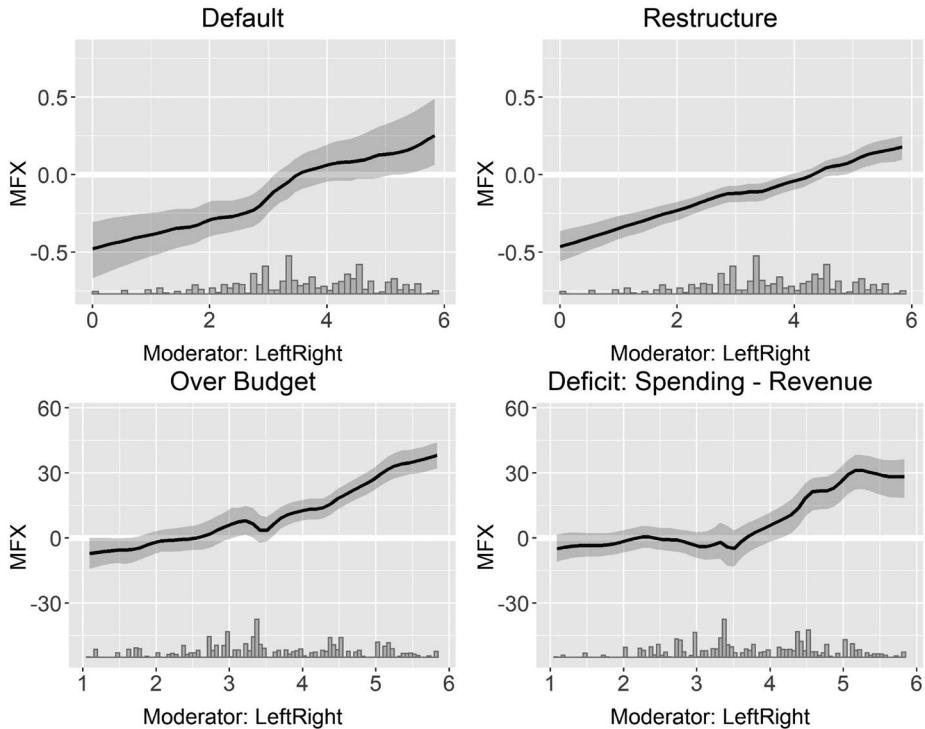 Default
MFX
0.5
0.0
-0.5
0
2
4
6
Moderator: LeftRight
Restructure
MFX
0.5
0.0
-0.5
0
2
4
6
Moderator: LeftRight
Over Budget
MFX
60
30
0
-30
1
2
3
4
5
6
Moderator: LeftRight
Deficit: Spending - Revenue
MFX
60
30
0
-30
1
2
3
4
5
6
Moderator: LeftRight